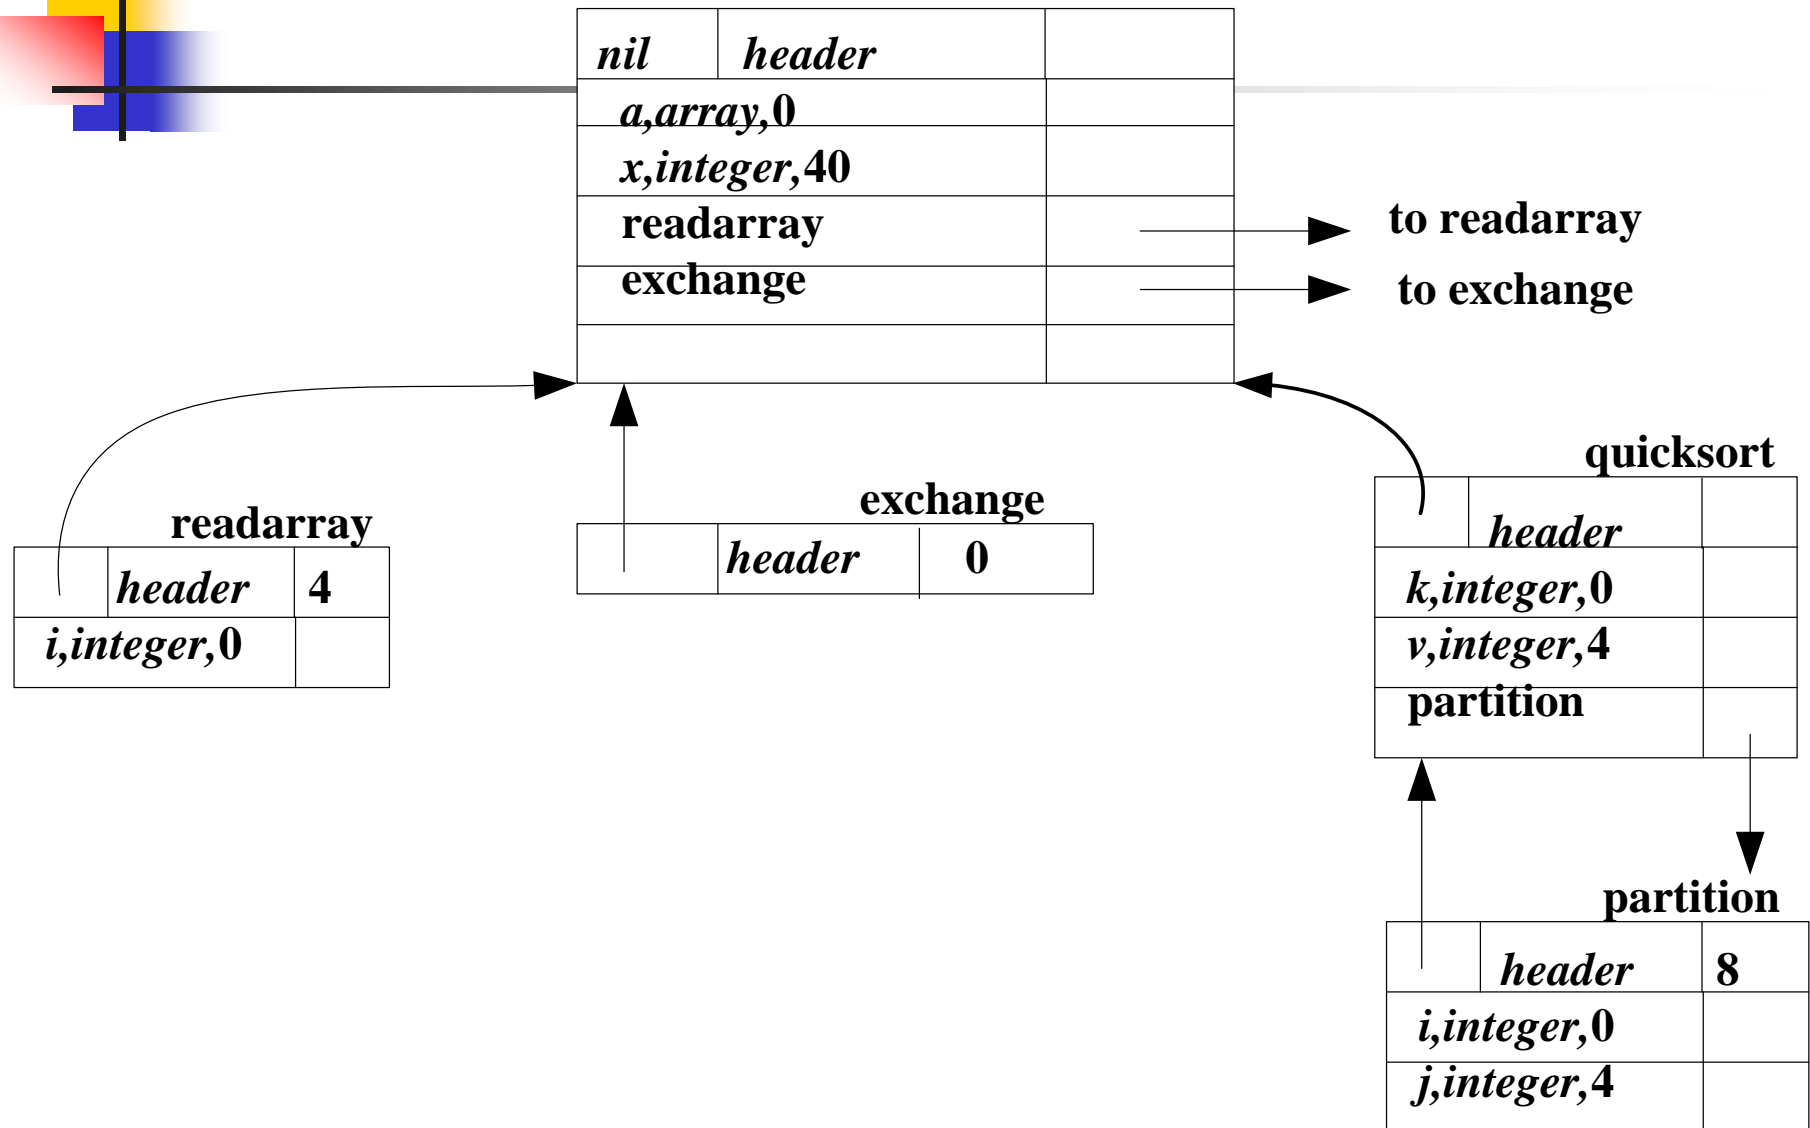 nil header
a,array,0
x,integer,40
readarray
to readarray
exchange
to exchange
readarray
header 4
i,integer,0
exchange
header 0
quicksort
header
k,integer,0
v,integer,4
partition
partition
header 8
i,integer,0
j,integer,4